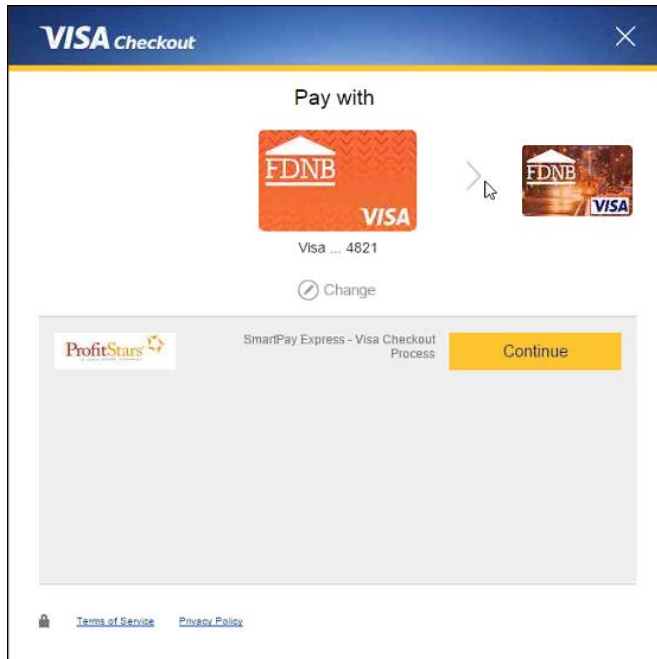 VISA Checkout
Pay with
FDNB
VISA
FDNB
VISA
Visa ... 4821
Change
ProfitStars
SmartPay Express - Visa Checkout
Process
Continue
Terms of Service Privacy Policy